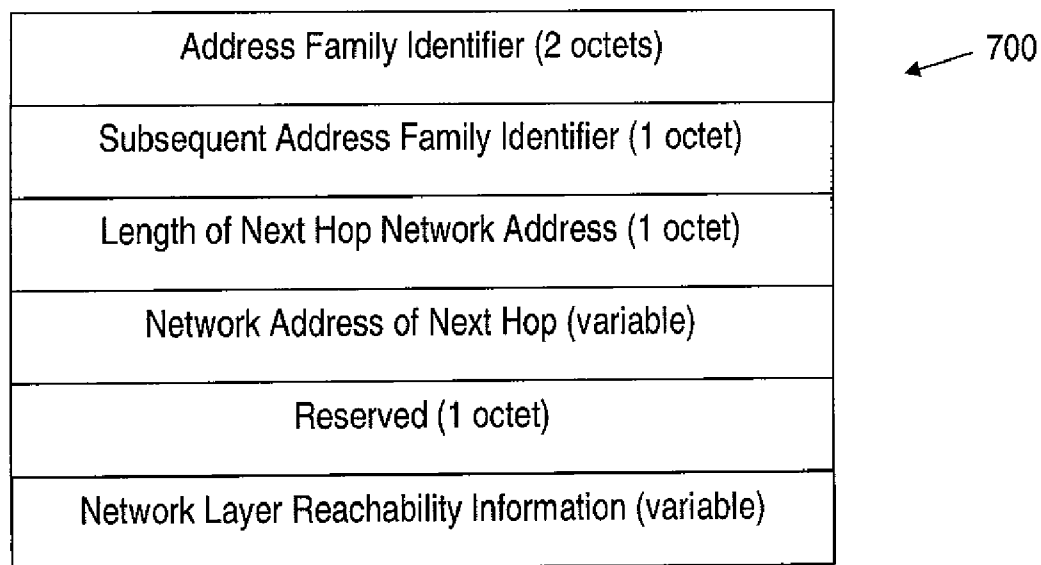 Address Family Identifier (2 octets)
700
Subsequent Address Family Identifier (1 octet)
Length of Next Hop Network Address (1 octet)
Network Address of Next Hop (variable)
Reserved (1 octet)
Network Layer Reachability Information (variable)